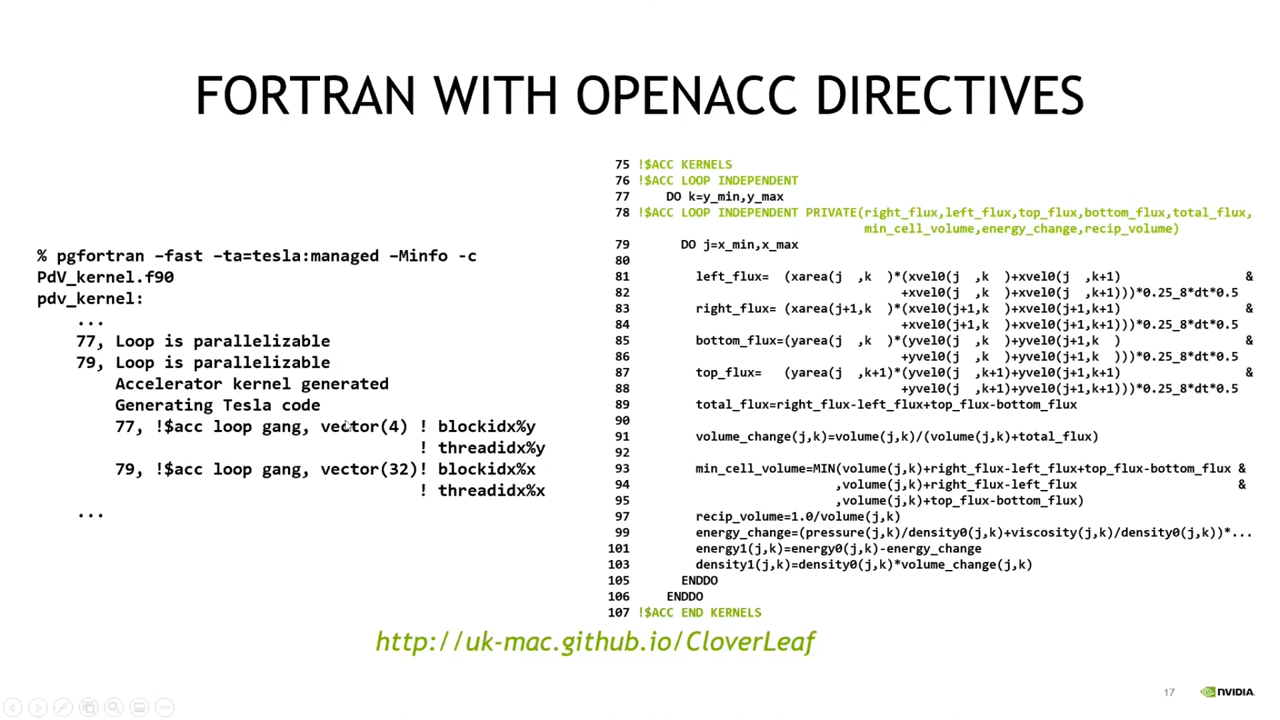 FORTRAN WITH OPENACC DIRECTIVES
% pgfortran –fast –ta=tesla:managed –Minfo -c
PdV_kernel.f90
pdv_kernel:
...
77, Loop is parallelizable
79, Loop is parallelizable
Accelerator kernel generated
Generating Tesla code
77, !$acc loop gang, vector(4) ! blockidx%y
! threadidx%y
79, !$acc loop gang, vector(32)! blockidx%x
! threadidx%x
...
75 !$ACC KERNELS
76 !$ACC LOOP INDEPENDENT
77 DO k=y_min,y_max
78 !$ACC LOOP INDEPENDENT PRIVATE(right_flux,left_flux,top_flux,bottom_flux,total_flux,
min_cell_volume,energy_change,recip_volume)
79 DO j=x_min,x_max
80
81 left_flux= (xarea(j ,k )*(xvel0(j ,k )+xvel0(j ,k+1) &
82 +xvel0(j ,k )+xvel0(j ,k+1)))*0.25_8*dt*0.5
83 right_flux= (xarea(j+1,k )*(xvel0(j+1,k )+xvel0(j+1,k+1) &
84 +xvel0(j+1,k )+xvel0(j+1,k+1)))*0.25_8*dt*0.5
85 bottom_flux=(yarea(j ,k )*(yvel0(j ,k )+yvel0(j+1,k ) &
86 +yvel0(j ,k )+yvel0(j+1,k )))*0.25_8*dt*0.5
87 top_flux= (yarea(j ,k+1)*(yvel0(j ,k+1)+yvel0(j+1,k+1) &
88 +yvel0(j ,k+1)+yvel0(j+1,k+1)))*0.25_8*dt*0.5
89 total_flux=right_flux-left_flux+top_flux-bottom_flux
90
91 volume_change(j,k)=volume(j,k)/(volume(j,k)+total_flux)
92
93 min_cell_volume=MIN(volume(j,k)+right_flux-left_flux+top_flux-bottom_flux &
94 ,volume(j,k)+right_flux-left_flux &
95 ,volume(j,k)+top_flux-bottom_flux)
97 recip_volume=1.0/volume(j,k)
99 energy_change=(pressure(j,k)/density0(j,k)+viscosity(j,k)/density0(j,k))*...
101 energy1(j,k)=energy0(j,k)-energy_change
103 density1(j,k)=density0(j,k)*volume_change(j,k)
105 ENDDO
106 ENDDO
107 !$ACC END KERNELS
http://uk-mac.github.io/CloverLeaf
17 NVIDIA.